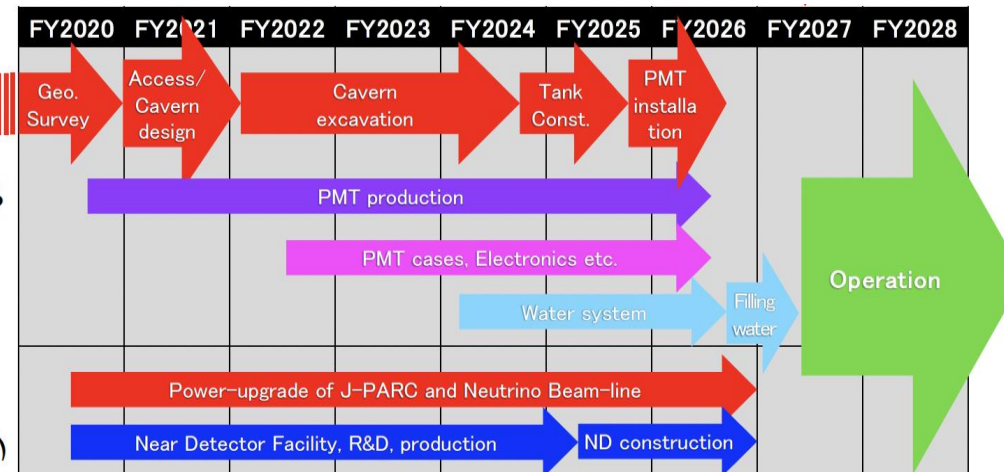 FY2020 FY2021 FY2022 FY2023 FY2024 FY2025 FY2026 FY2027 FY2028
Geo.
Survey
Access/
Cavern
design
Cavern
excavation
Tank
Const.
PMT
installa
tion
PMT production
PMT cases, Electronics etc.
Water system
Filling
water
Operation
Power-upgrade of J-PARC and Neutrino Beam-line
Near Detector Facility, R&D, production
ND construction
)